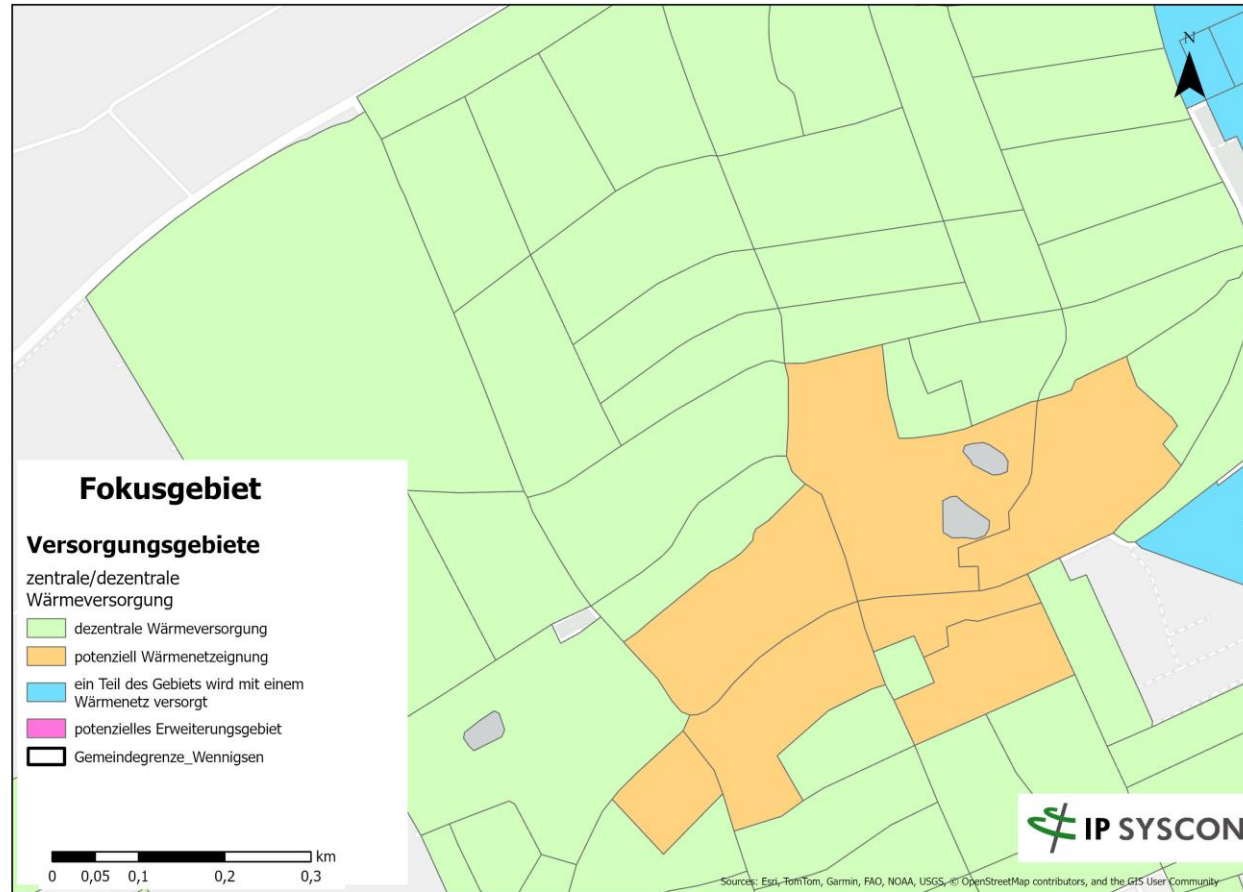 N
Fokusgebiet
Versorgungsgebiete
zentrale/dezentrale
Wärmeversorgung
dezentrale Wärmeversorgung
potenziell Wärmenetzeignung
ein Teil des Gebiets wird mit einem
Wärmenetz versorgt
potenzielles Erweiterungsgebiet
Gemeindegrenze_Wennigsen
km
0 0,05 0,1 0,2 0,3
IP SYSCON
Sources: Esri, TomTom, Garmin, FAO, NOAA, USGS, © OpenStreetMap contributors, and the GIS User Community